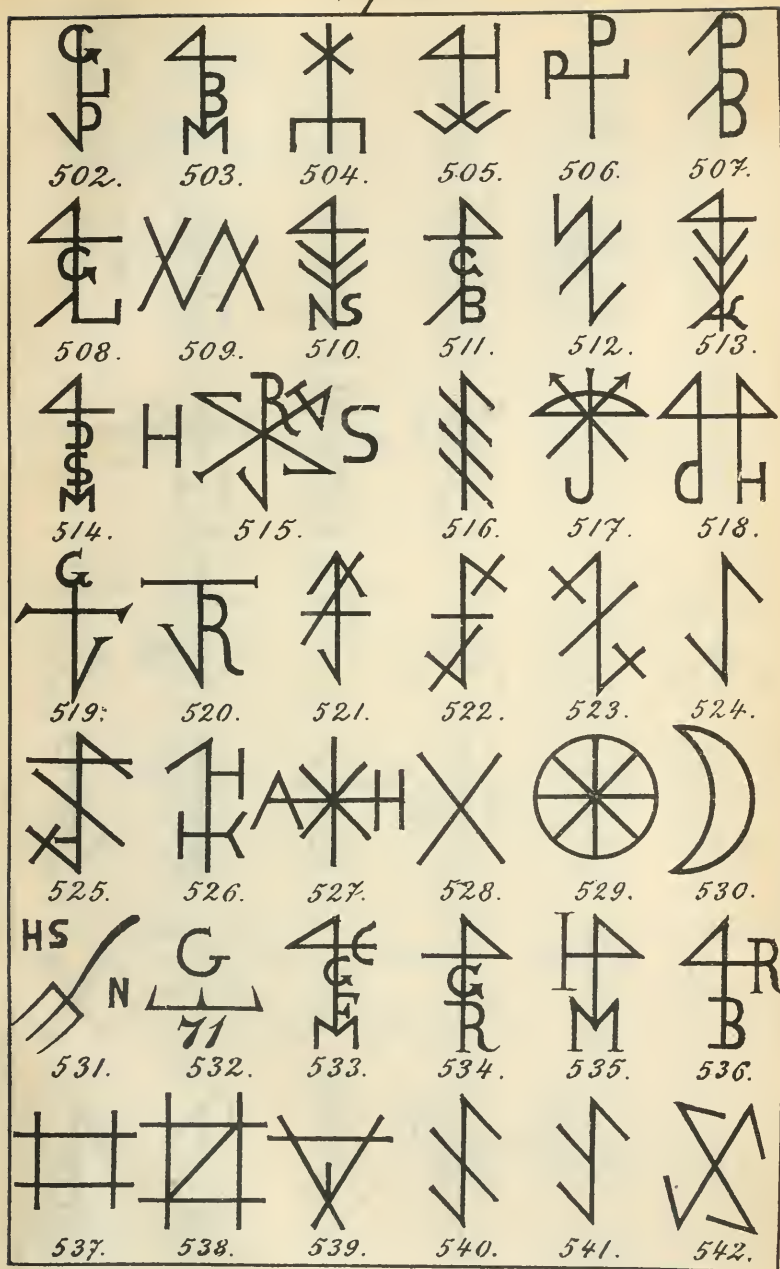 502. 503. 504. 505. 506. 507.
508. 509. 510. 511. 512. 513.
H S
514. 515. 516. 517. 518.
519. 520. 521. 522. 523. 524.
525. 526. 527. 528. 529. 530.
HS
N
G
71
531. 532. 533. 534. 535. 536.
537. 538. 539. 540. 541. 542.